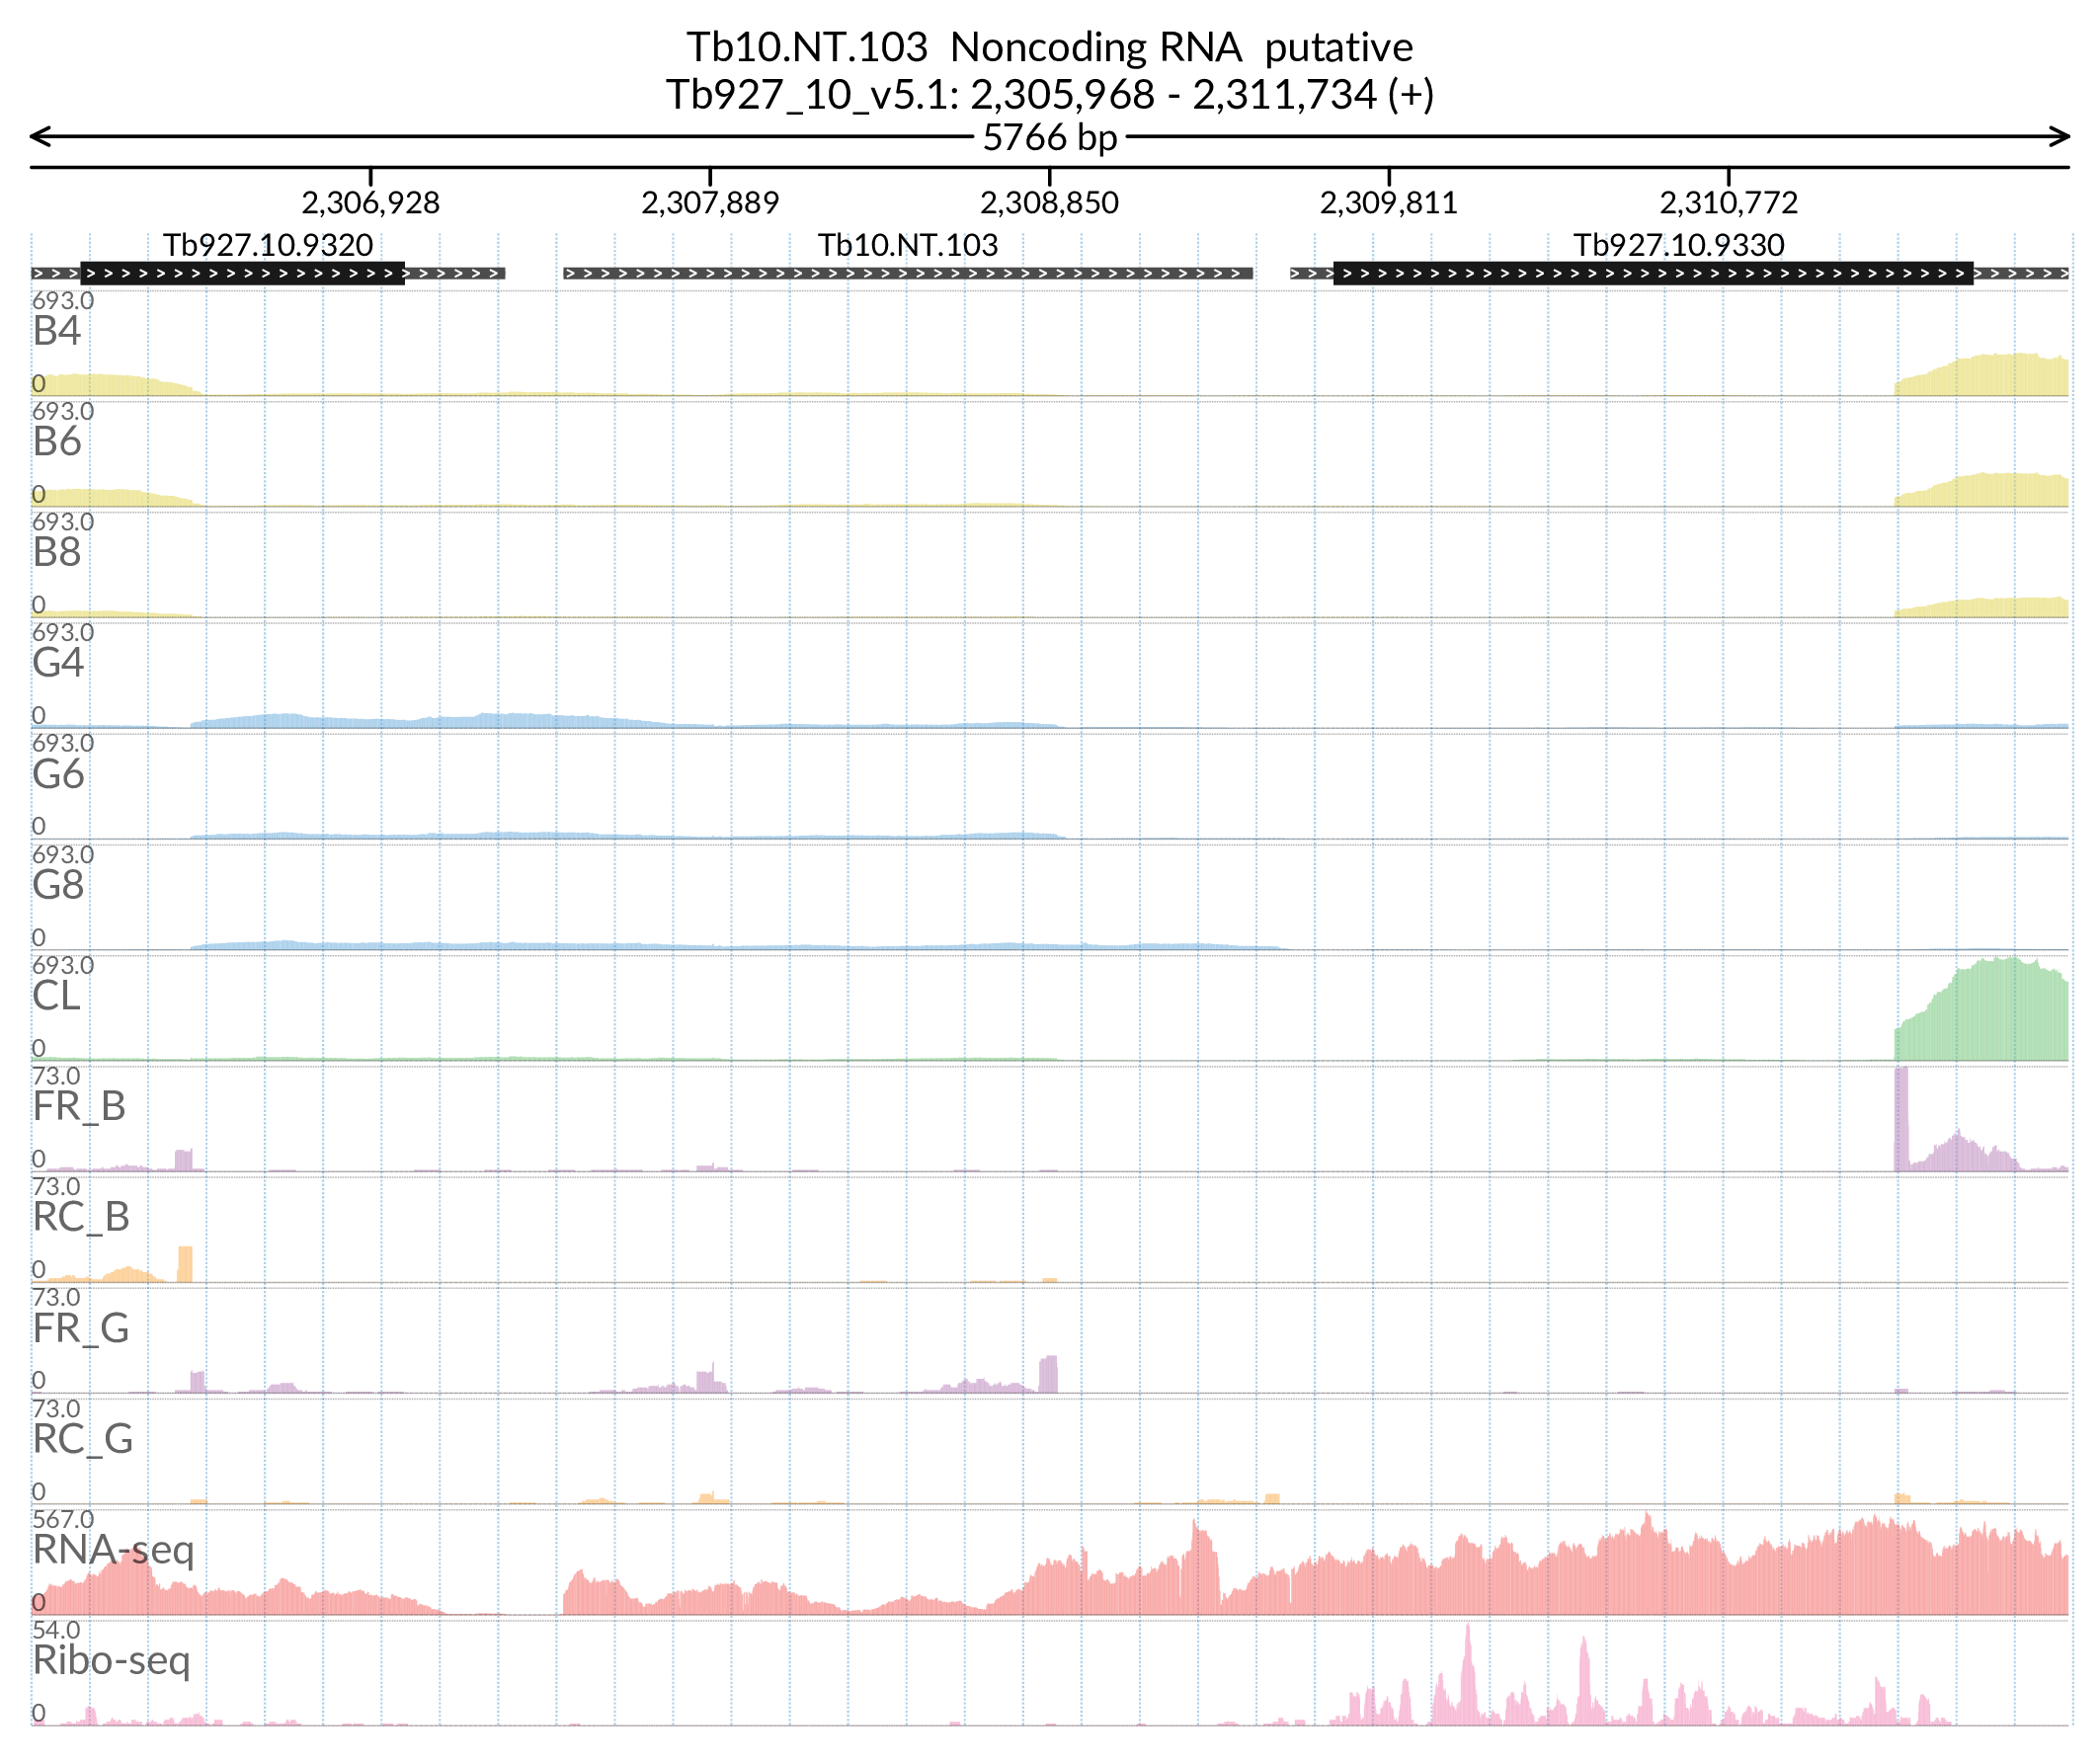 Tb10.NT.103  Noncoding RNA  putative
Tb927_10_v5.1: 2,305,968 - 2,311,734 (+)
5766 bp
2,306,928 2,307,889 2,308,850 2,309,811 2,310,772
Tb927.10.9320 Tb10.NT.103 Tb927.10.9330
693.0
B4
0
693.0
B6
0
693.0
B8
0
693.0
G4
0
693.0
G6
0
693.0
G8
0
693.0
CL
0
73.0
FR_B
0
73.0
RC_B
0
73.0
FR_G
0
73.0
RC_G
0
567.0
RNA-seq
0
54.0
Ribo-seq
0